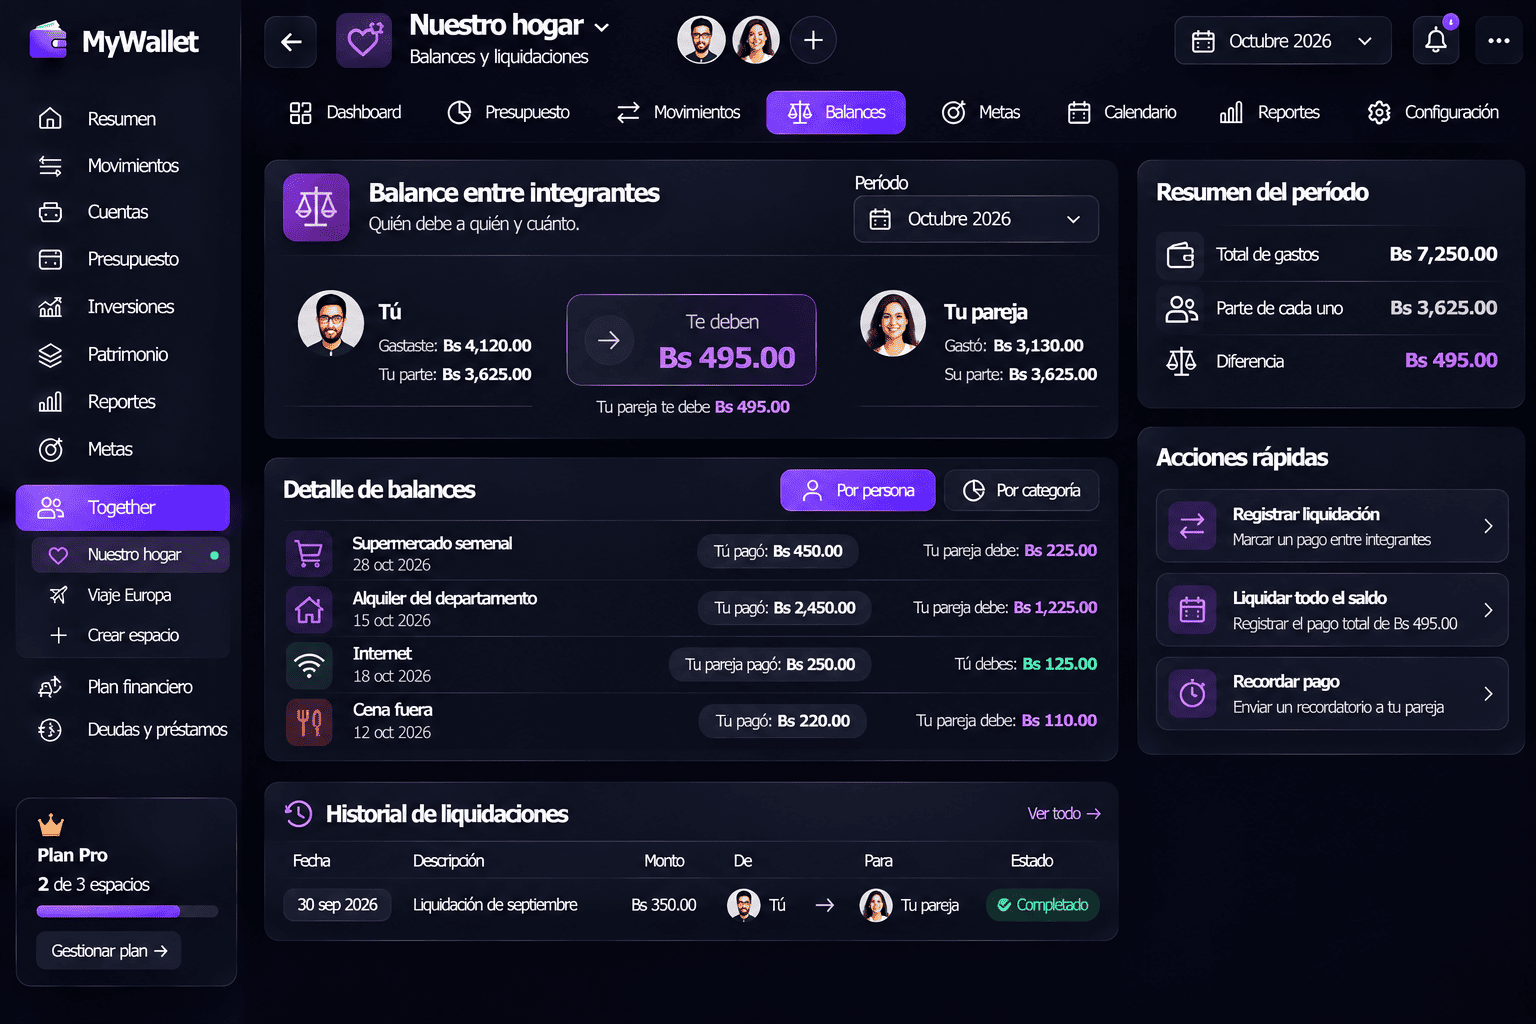 MyWallet
Resumen
Movimientos
Cuentas
Presupuesto
Inversiones
Patrimonio
Reportes
Metas
Together
Nuestro hogar
Viaje Europa
Crear espacio
Plan financiero
Deudas y préstamos
Plan Pro
2 de 3 espacios
Gestionar plan →
Nuestro hogar
Balances y liquidaciones
Octubre 2026
Dashboard
Presupuesto
Movimientos
Balances
Metas
Calendario
Reportes
Configuración
Balance entre integrantes
Quién debe a quién y cuánto.
Período
Octubre 2026
Tú
Gastaste: Bs 4,120.00
Tu parte: Bs 3,625.00
Te deben
Bs 495.00
Tu pareja te debe Bs 495.00
Tu pareja
Gastó: Bs 3,130.00
Su parte: Bs 3,625.00
Detalle de balances
Por persona
Por categoría
Supermercado semenal
28 oct 2026
Tú pagó: Bs 450.00
Tu pareja debe: Bs 225.00
Alquiler del departamento
15 oct 2026
Tu pagó: Bs 2,450.00
Tu pareja debe: Bs 1,225.00
Internet
18 oct 2026
Tu pareja pagó: Bs 250.00
Tú debes: Bs 125.00
Cena fuera
12 oct 2026
Tu pagó: Bs 220.00
Tu pareja debe: Bs 110.00
Historial de liquidaciones
Ver todo →
Fecha Descripción Monto De Para Estado
30 sep 2026 Liquidación de septiembre Bs 350.00 Tú → Tu pareja Completado
Resumen del período
Total de gastos Bs 7,250.00
Parte de cada uno Bs 3,625.00
Diferencia Bs 495.00
Acciones rápidas
Registrar liquidación
Marcar un pago entre integrantes
Liquidar todo el saldo
Registrar el pago total de Bs 495.00
Recordar pago
Enviar un recordatorio a tu pareja